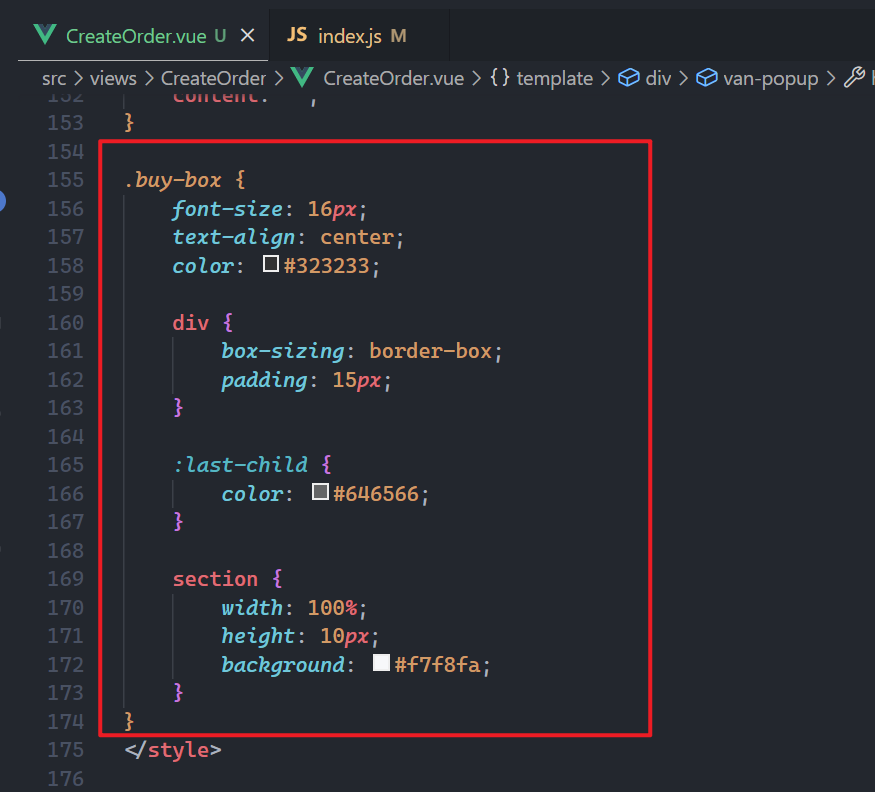 CreateOrder.vue U
JS index.js M
src > views > CreateOrder > CreateOrder.vue > {} template > div > van-popup >
152 content: ;
153 }
154
155 .buy-box {
156 font-size: 16px;
157 text-align: center;
158 color: #323233;
159
160 div {
161 box-sizing: border-box;
162 padding: 15px;
163 }
164
165 :last-child {
166 color: #646566;
167 }
168
169 section {
170 width: 100%;
171 height: 10px;
172 background: #f7f8fa;
173 }
174 }
175 </style>
176